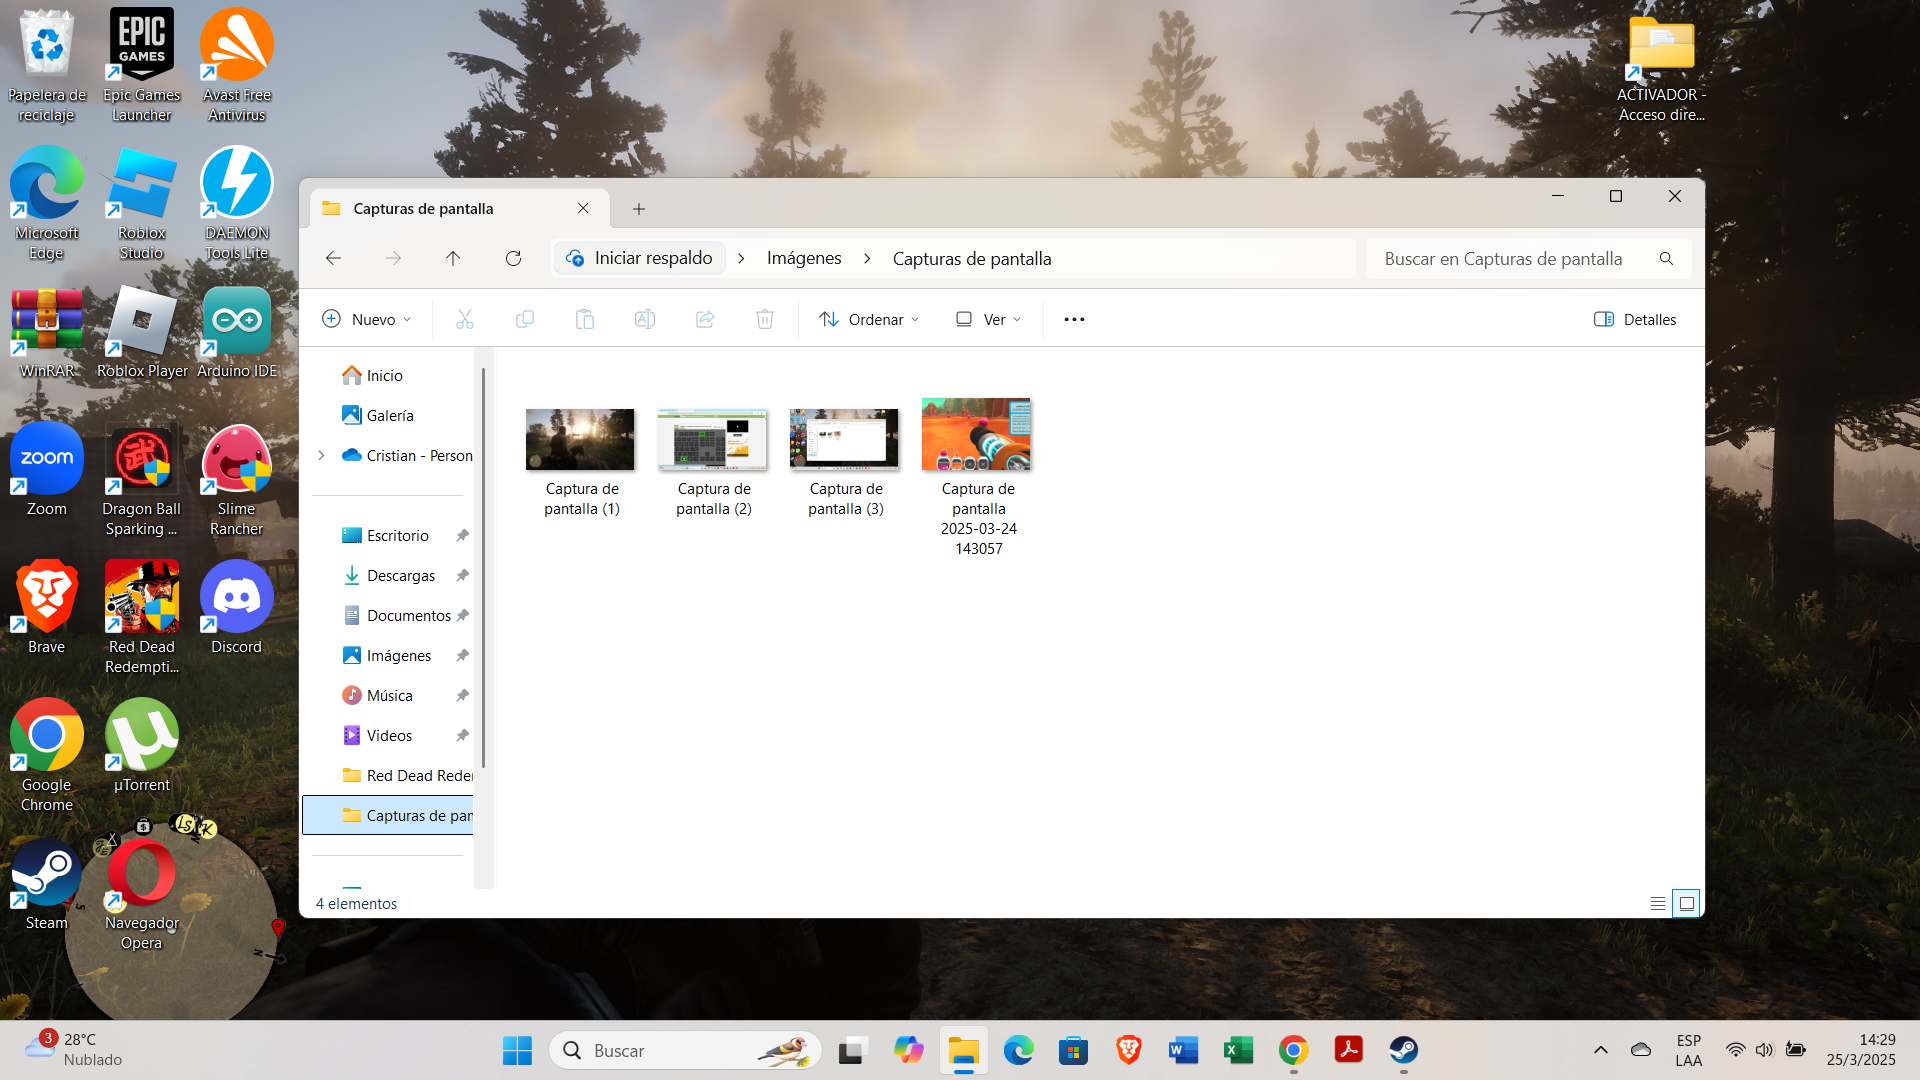 Papelera de
reciclaje
EPIC
GAMES
Epic Games
Launcher
Avast Free
Antivirus
ACTIVADOR -
Acceso dire...
Microsoft
Edge
Roblox
Studio
DAEMON
Tools Lite
WinRAR
Roblox Player
Arduino IDE
zoom
Zoom
Dragon Ball
Sparking ...
Slime
Rancher
Brave
Red Dead
Redempti...
Discord
Google
Chrome
µTorrent
Steam
Navegador
Opera
Capturas de pantalla
Iniciar respaldo
Imágenes
Capturas de pantalla
Buscar en Capturas de pantalla
Nuevo
Ordenar
Ver
Detalles
Inicio
Galería
Cristian - Person
Escritorio
Descargas
Documentos
Imágenes
Música
Videos
Red Dead Reder
Capturas de pan
Captura de
pantalla (1)
Captura de
pantalla (2)
Captura de
pantalla (3)
Captura de
pantalla
2025-03-24
143057
4 elementos
3
28°C
Nublado
Buscar
ESP
LAA
14:29
25/3/2025